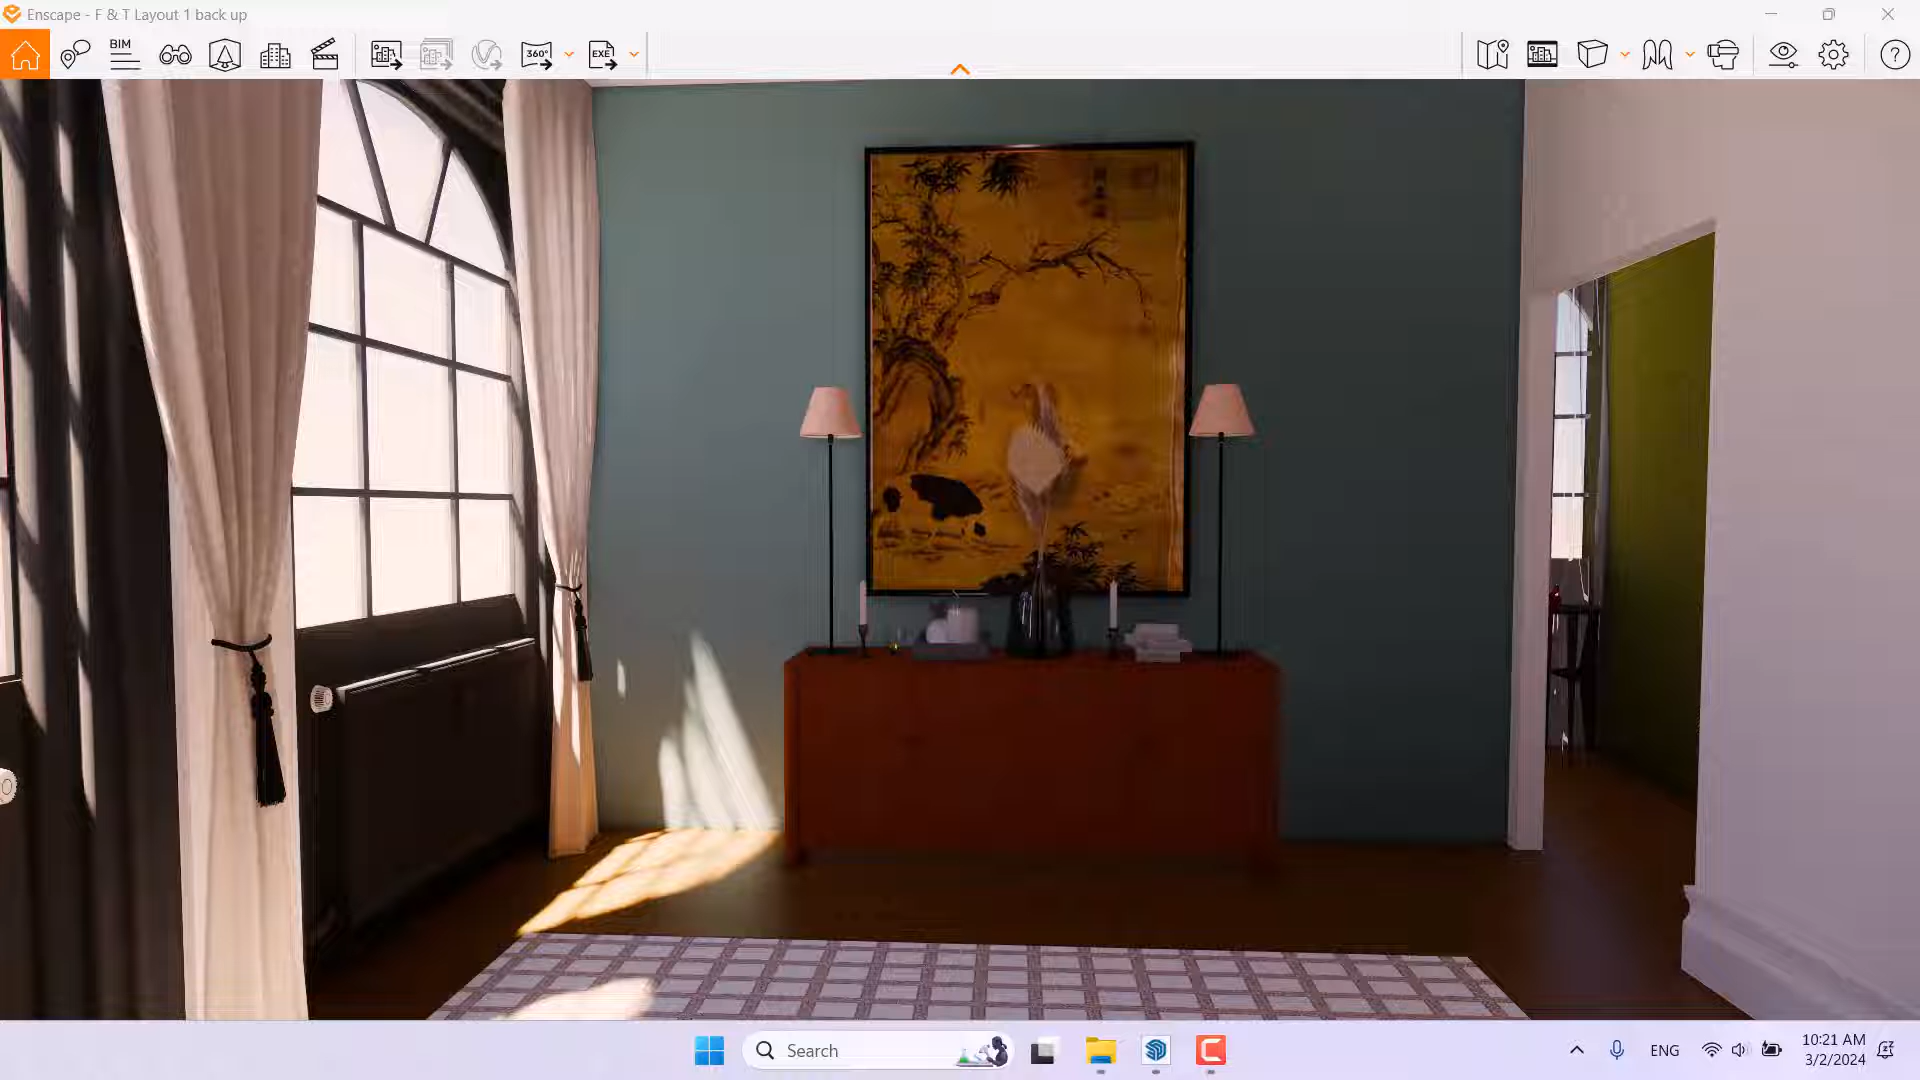 Enscape - F & T Layout 1 back up
BIM
360°
EXE
?
Search
ENG
10:21 AM
3/2/2024